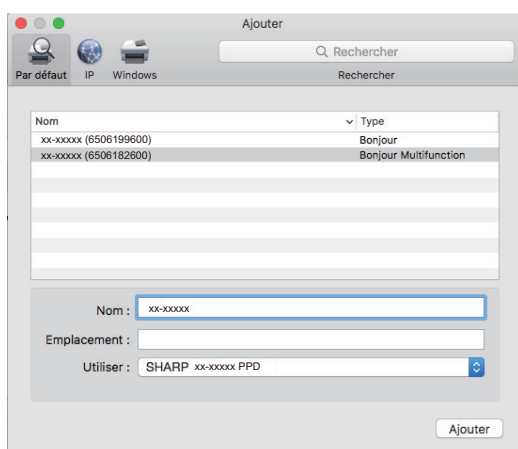 Ajouter
Rechercher
Par défaut IP Windows Rechercher
Nom Type
xx-xxxxx (6506199600) Bonjour
xx-xxxxx (6506182600) Bonjour Multifunction
Nom : xx-xxxxx
Emplacement :
Utiliser : SHARP xx-xxxxx PPD
Ajouter